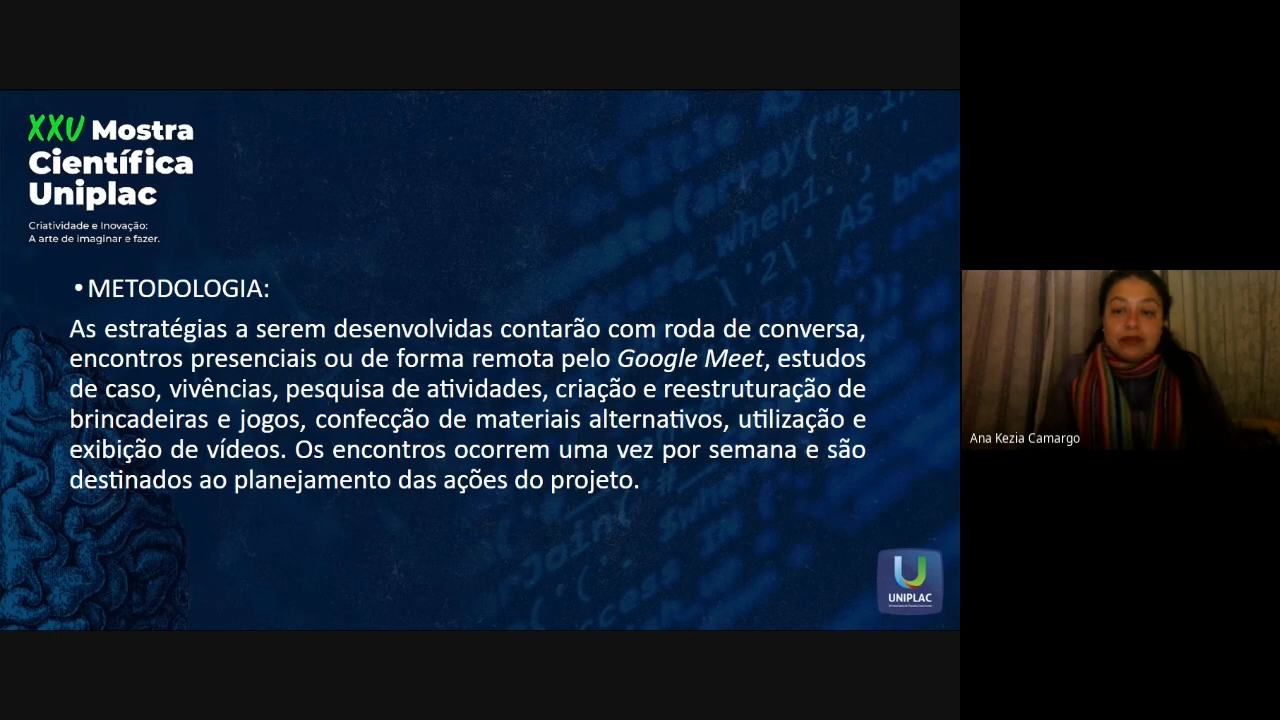 XXV Mostra
Científica
Uniplac
Criatividade e Inovação:
A arte de imaginar e fazer.
• METODOLOGIA:
As estratégias a serem desenvolvidas contarão com roda de conversa,
encontros presenciais ou de forma remota pelo Google Meet, estudos
de caso, vivências, pesquisa de atividades, criação e reestruturação de
brincadeiras e jogos, confecção de materiais alternativos, utilização e
exibição de vídeos. Os encontros ocorrem uma vez por semana e são
destinados ao planejamento das ações do projeto.
UNIPLAC
Ana Kezia Camargo